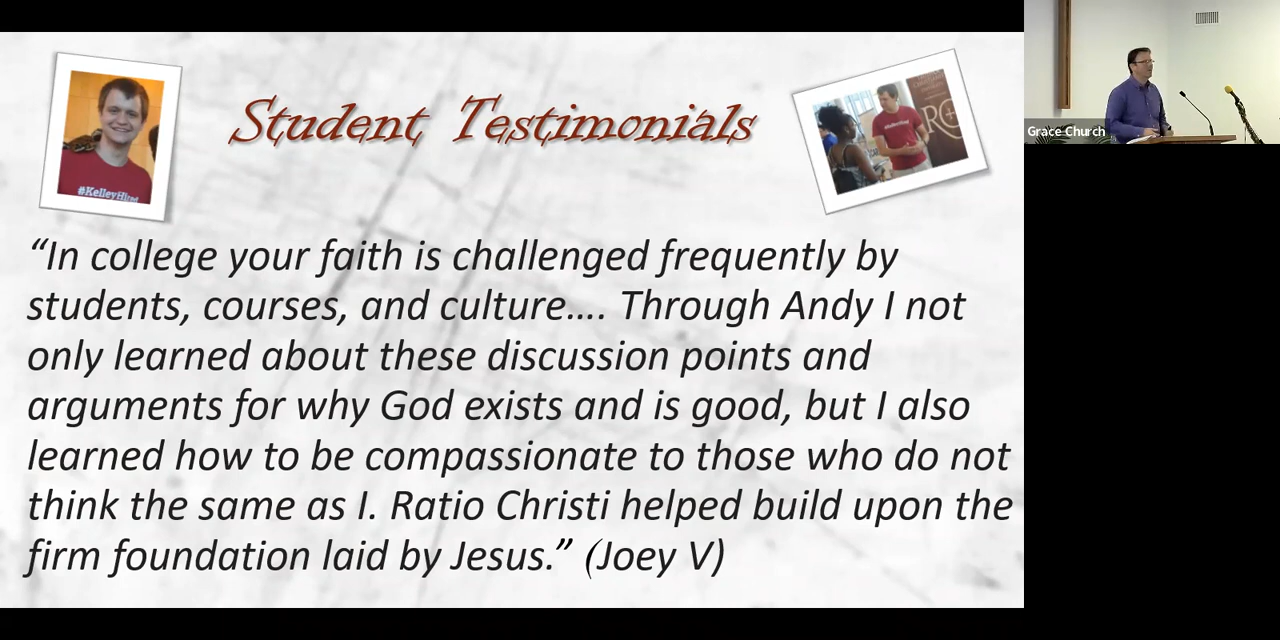 Student Testimonials
#KelleyHi
RC
Grace Church
“In college your faith is challenged frequently by
students, courses, and culture…. Through Andy I not
only learned about these discussion points and
arguments for why God exists and is good, but I also
learned how to be compassionate to those who do not
think the same as I. Ratio Christi helped build upon the
firm foundation laid by Jesus.” (Joey V)